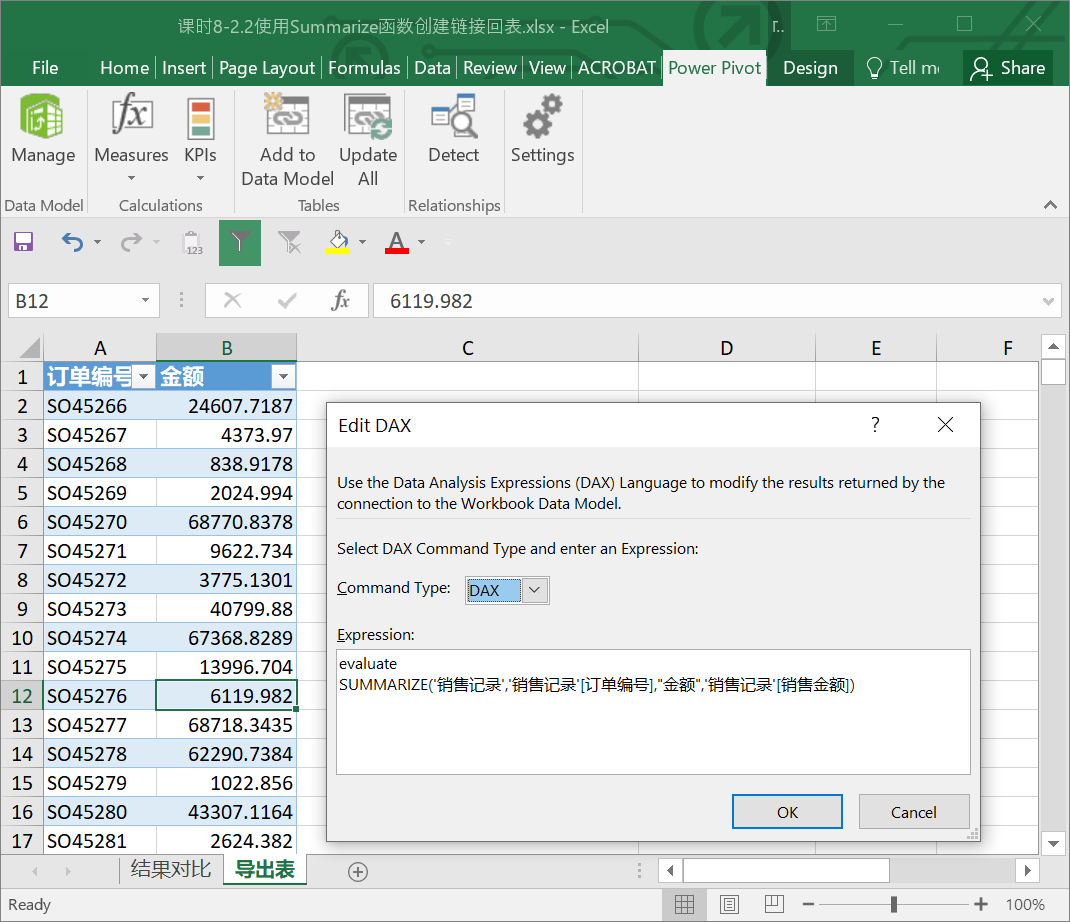 课时8-2.2使用Summarize函数创建链接回表.xlsx - Excel
File Home Insert Page Layout Formulas Data Review View ACROBAT Power Pivot Design Tell Share
Manage Measures KPIs Add to Data Model Update All Detect Settings
Data Model Calculations Tables Relationships
123
B12 fx 6119.982
A B C D E F
1 订单编号 金额
2 SO45266 24607.7187
3 SO45267 4373.97
4 SO45268 838.9178
5 SO45269 2024.994
6 SO45270 68770.8378
7 SO45271 9622.734
8 SO45272 3775.1301
9 SO45273 40799.88
10 SO45274 67368.8289
11 SO45275 13996.704
12 SO45276 6119.982
13 SO45277 68718.3435
14 SO45278 62290.7384
15 SO45279 1022.856
16 SO45280 43307.1164
17 SO45281 2624.382
Edit DAX ?
Use the Data Analysis Expressions (DAX) Language to modify the results returned by the
connection to the Workbook Data Model.
Select DAX Command Type and enter an Expression:
Command Type: DAX
Expression:
evaluate
SUMMARIZE('销售记录','销售记录'[订单编号],"金额",'销售记录'[销售金额])
OK Cancel
结果对比 导出表
Ready 100%